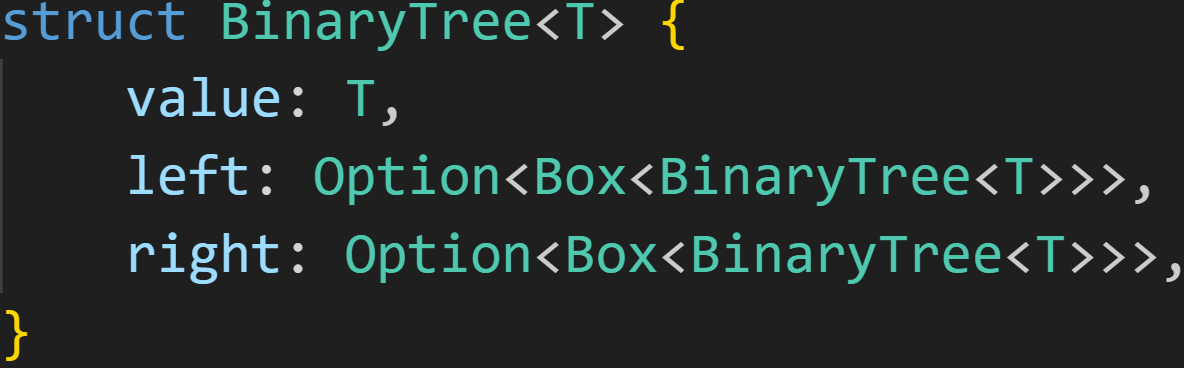 struct BinaryTree<T> {
    value: T,
    left: Option<Box<BinaryTree<T>>>,
    right: Option<Box<BinaryTree<T>>>,
}